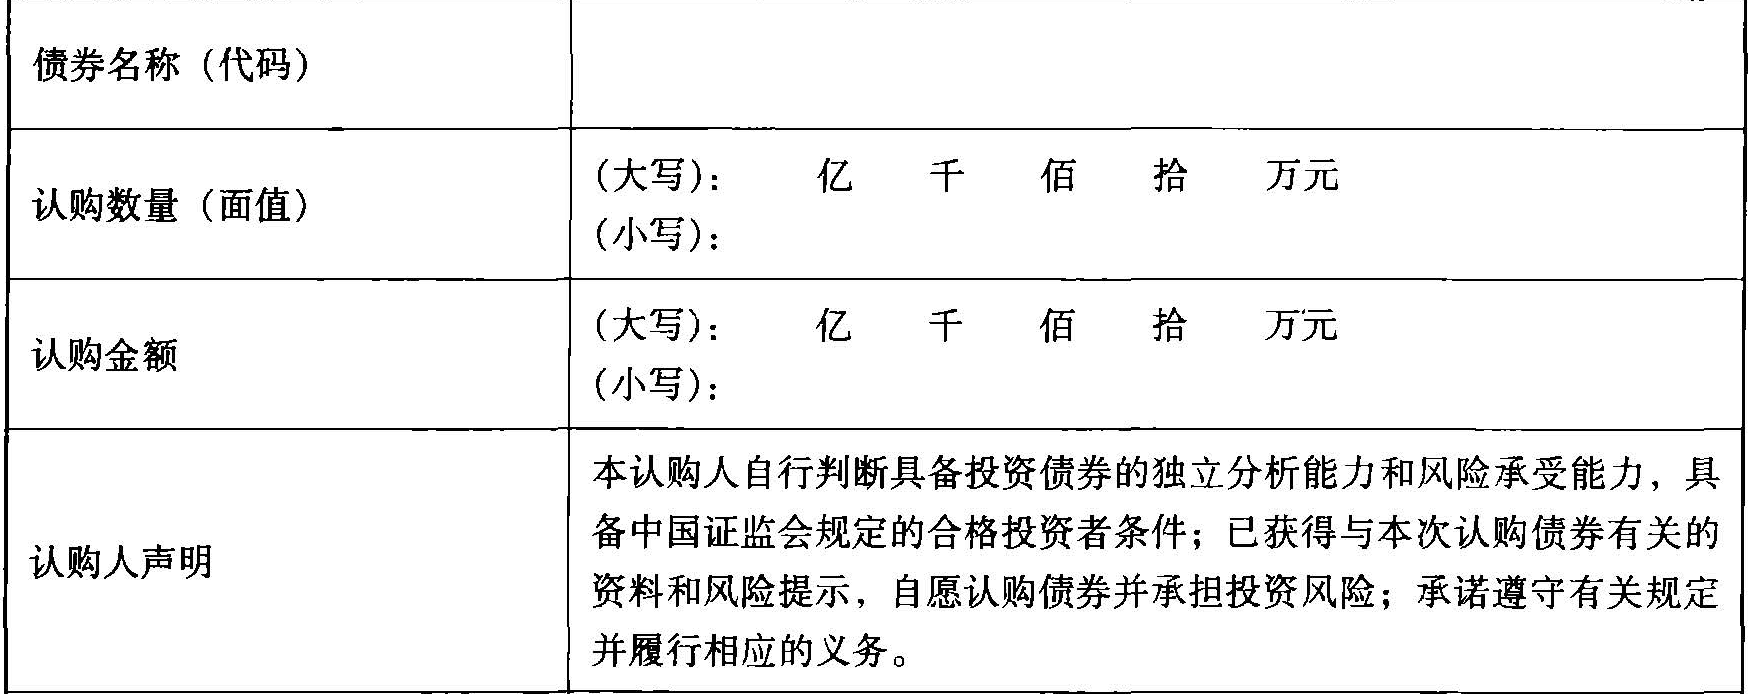 债券名称（代码）
认购数量（面值）
（大写）： 亿 千 佰 拾 万元
（小写）：
认购金额
（大写）： 亿 千 佰 拾 万元
（小写）：
认购人声明
本认购人自行判断具备投资债券的独立分析能力和风险承受能力，具
备中国证监会规定的合格投资者条件；已获得与本次认购债券有关的
资料和风险提示，自愿认购债券并承担投资风险；承诺遵守有关规定
并履行相应的义务。